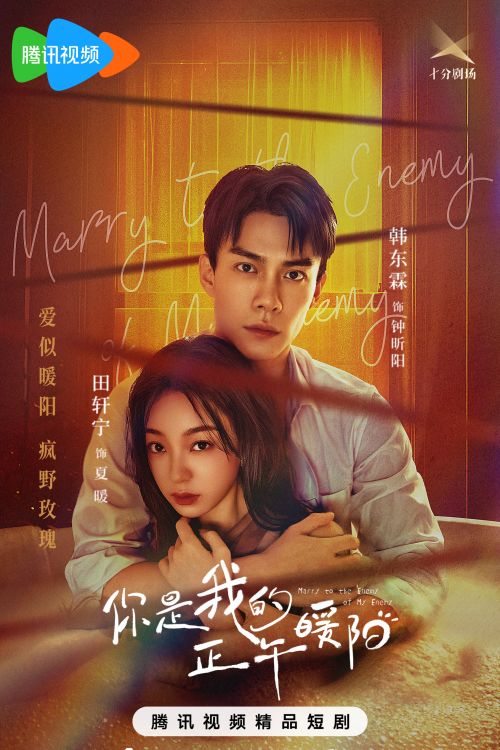 腾讯视频
十分剧场
Marry to the Enemy
of My Enemy
韩东霖
饰
钟昕阳
爱似暖阳 疯野玫瑰
田轩宁
饰
夏暖
你是我的
正午暖阳
Marry to the Enemy
of My Enemy
腾讯视频精品短剧